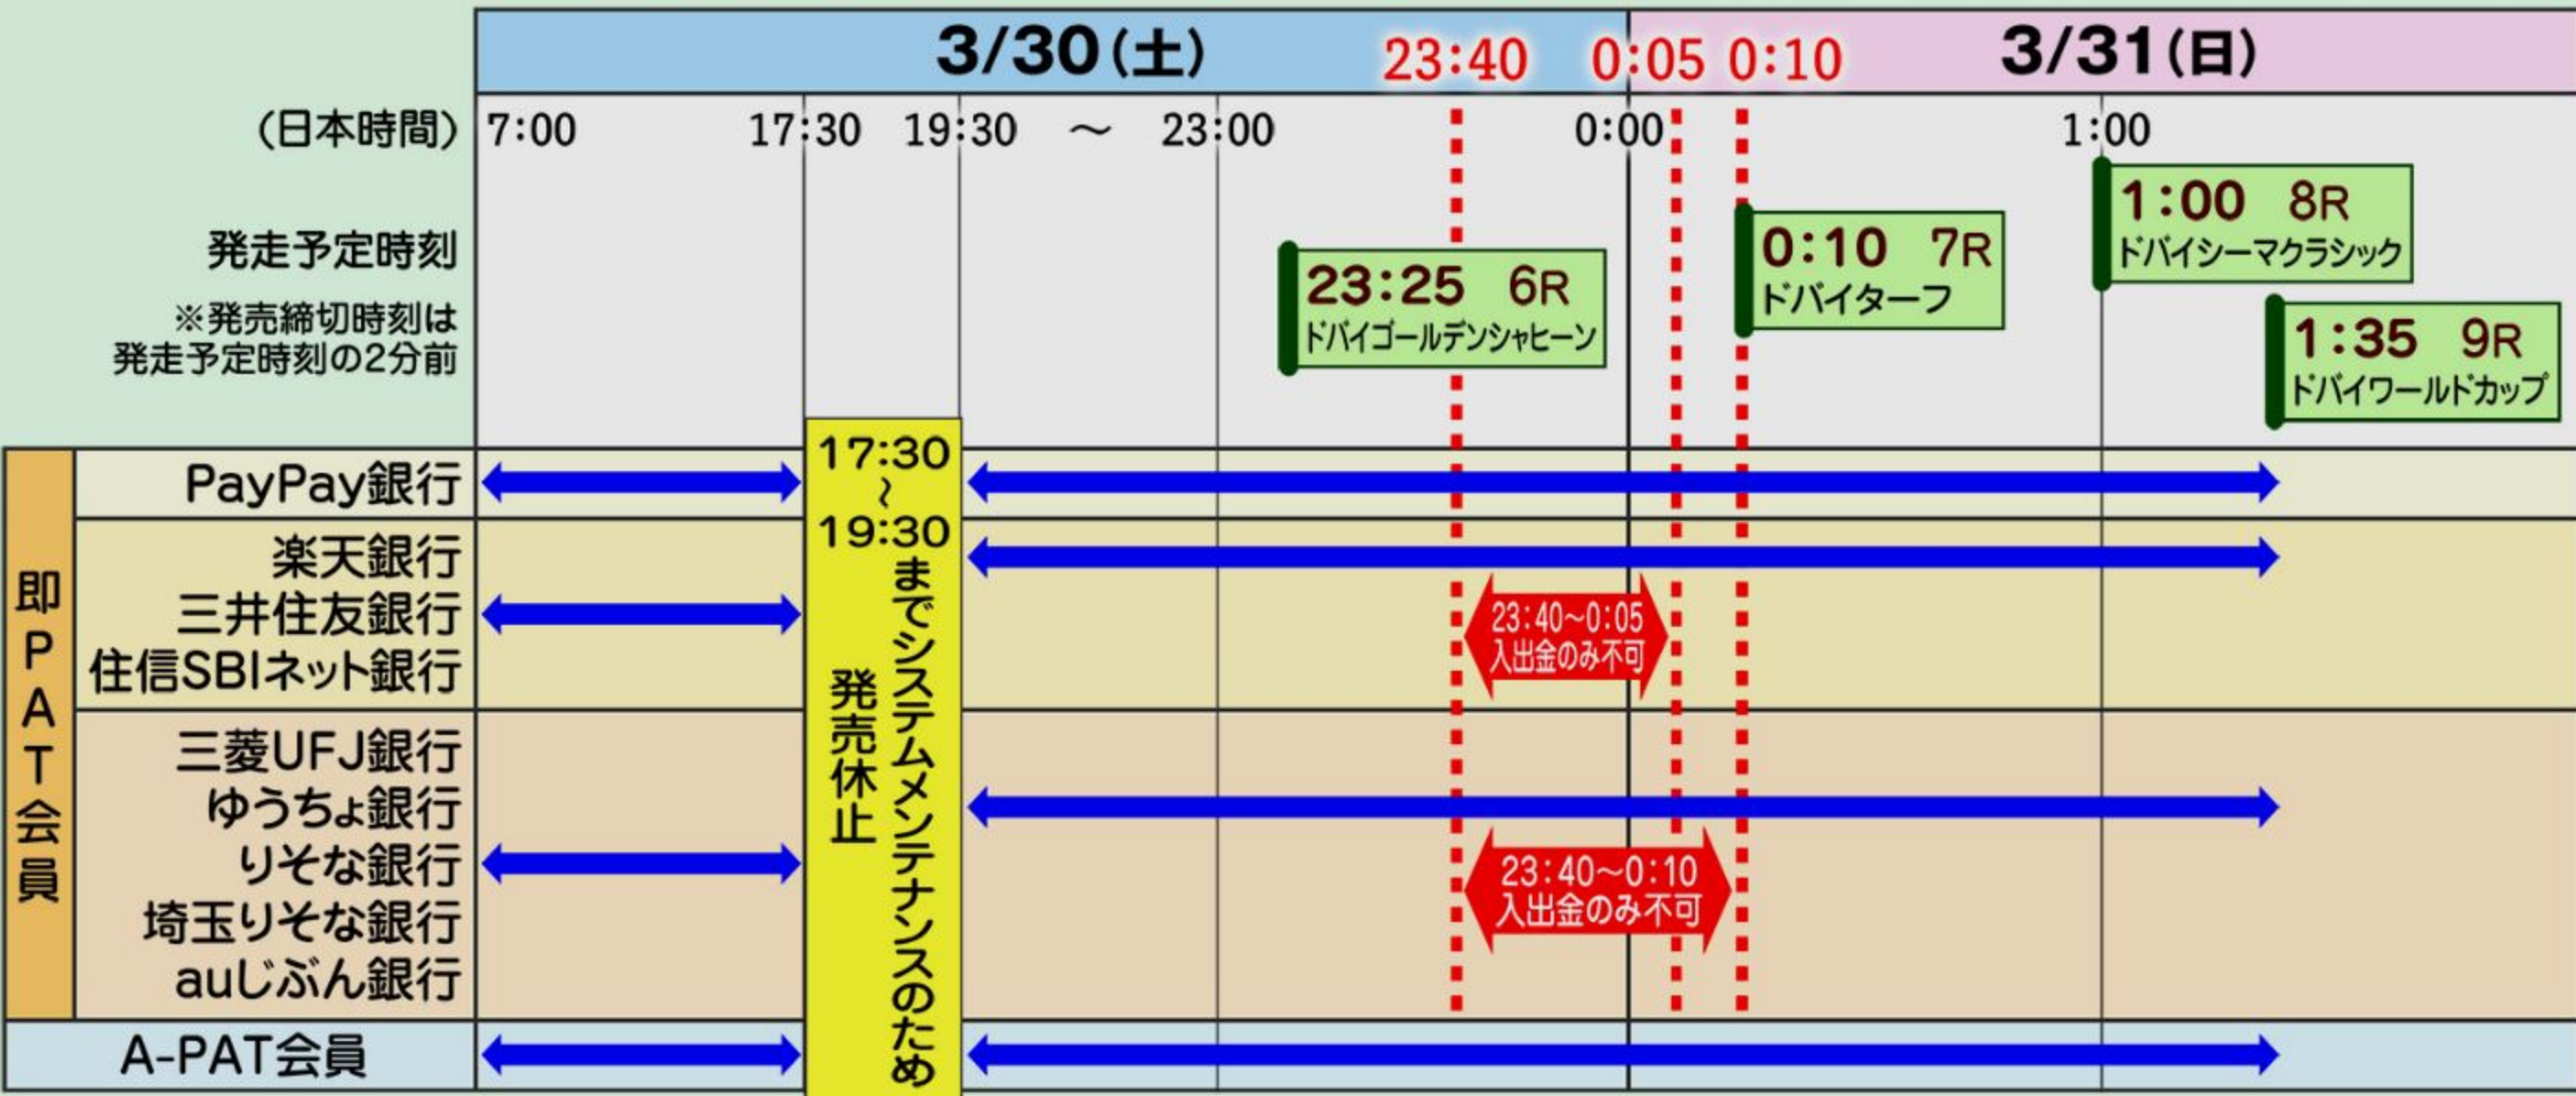 3/30(土)
23:40
0:05
0:10
3/31(日)
(日本時間)
7:00
17:30
19:30
～
23:00
0:00
1:00
発走予定時刻
※発売締切時刻は
発走予定時刻の2分前
23:25 6R
ドバイゴールデンシャヒーン
0:10 7R
ドバイターフ
1:00 8R
ドバイシーマクラシック
1:35 9R
ドバイワールドカップ
即PAT会員
PayPay銀行
楽天銀行
三井住友銀行
住信SBIネット銀行
三菱UFJ銀行
ゆうちょ銀行
りそな銀行
埼玉りそな銀行
auじぶん銀行
A-PAT会員
17:30
～
19:30
までシステムメンテナンスのため
発売休止
23:40～0:05
入出金のみ不可
23:40～0:10
入出金のみ不可